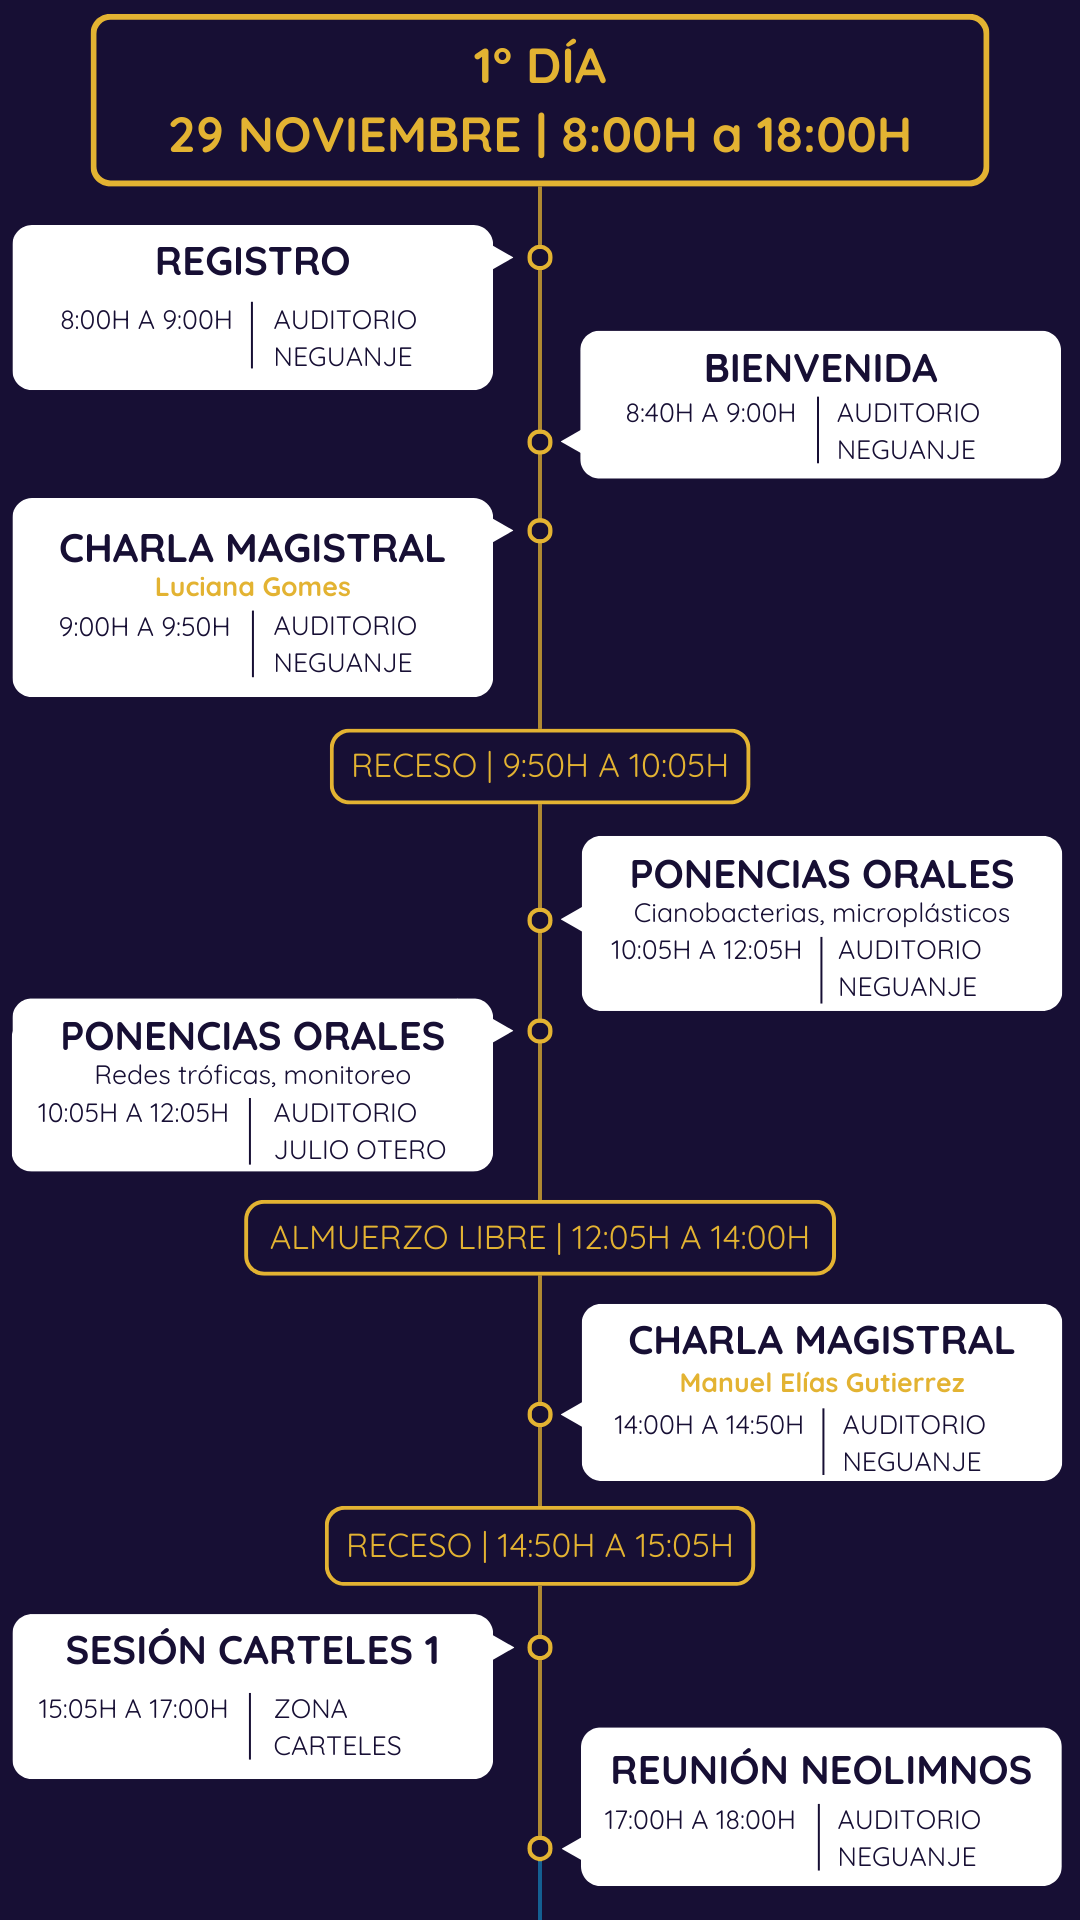 1° DÍA
29 NOVIEMBRE | 8:00H a 18:00H
REGISTRO
8:00H A 9:00H
AUDITORIO
NEGUANJE
BIENVENIDA
8:40H A 9:00H
AUDITORIO
NEGUANJE
CHARLA MAGISTRAL
Luciana Gomes
9:00H A 9:50H
AUDITORIO
NEGUANJE
RECESO | 9:50H A 10:05H
PONENCIAS ORALES
Cianobacterias, microplásticos
10:05H A 12:05H
AUDITORIO
NEGUANJE
PONENCIAS ORALES
Redes tróficas, monitoreo
10:05H A 12:05H
AUDITORIO
JULIO OTERO
ALMUERZO LIBRE | 12:05H A 14:00H
CHARLA MAGISTRAL
Manuel Elías Gutierrez
14:00H A 14:50H
AUDITORIO
NEGUANJE
RECESO | 14:50H A 15:05H
SESIÓN CARTELES 1
15:05H A 17:00H
ZONA
CARTELES
REUNIÓN NEOLIMNOS
17:00H A 18:00H
AUDITORIO
NEGUANJE